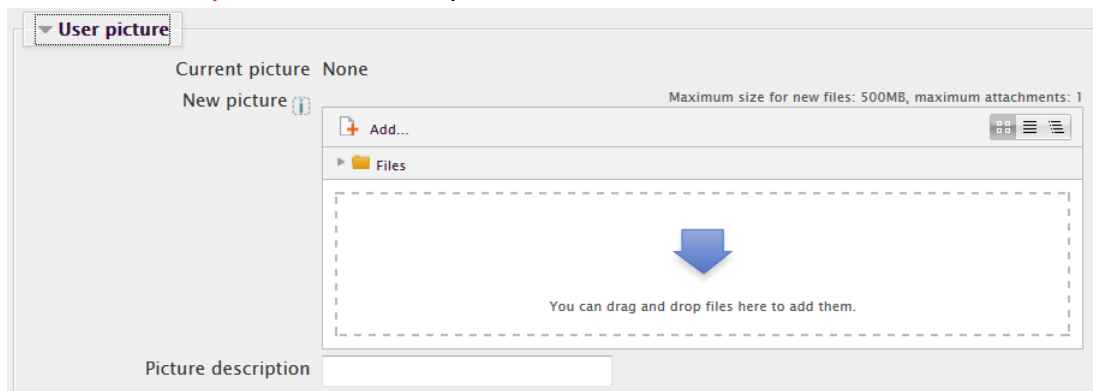 User picture
Current picture None
New picture
Maximum size for new files: 500MB, maximum attachments: 1
Add...
Files
You can drag and drop files here to add them.
Picture description